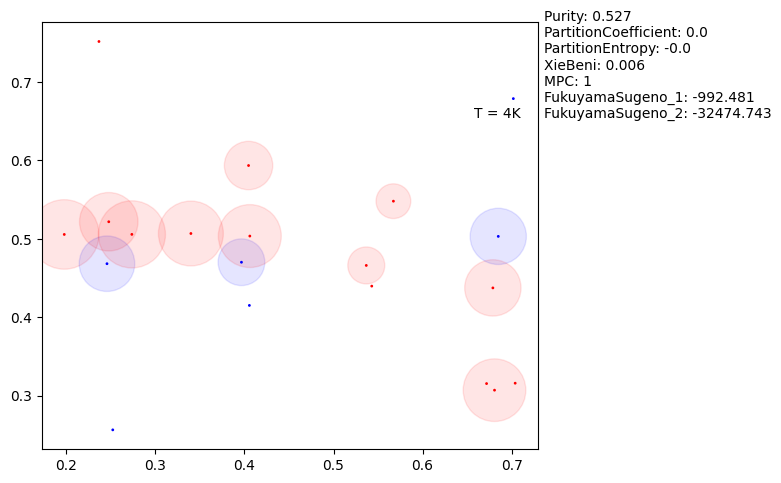 Purity: 0.527
PartitionCoefficient: 0.0
PartitionEntropy: -0.0
XieBeni: 0.006
MPC: 1
FukuyamaSugeno_1: -992.481
FukuyamaSugeno_2: -32474.743
T = 4K
0.7
0.6
0.5
0.4
0.3
0.2 0.3 0.4 0.5 0.6 0.7